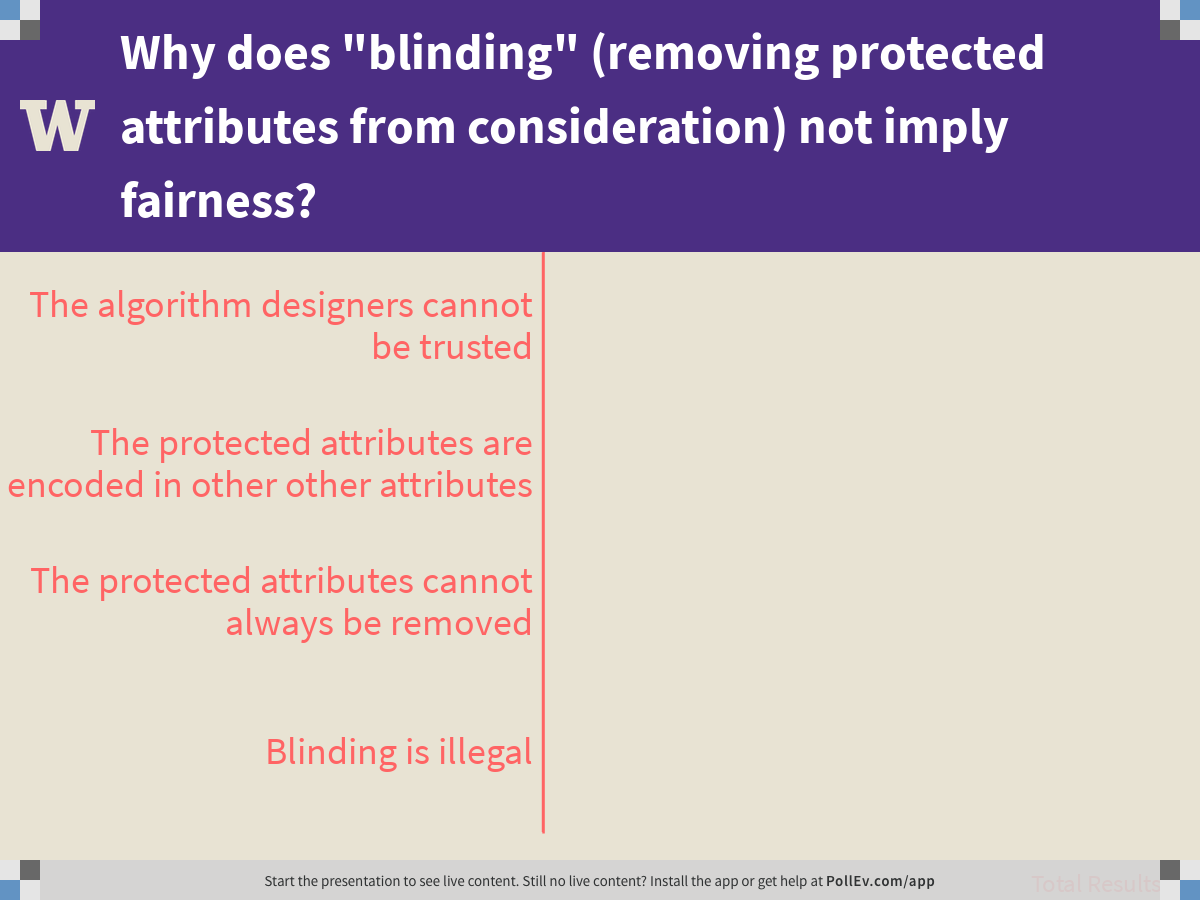 Why does "blinding" (removing protected
attributes from consideration) not imply
fairness?
W
The algorithm designers cannot
be trusted
The protected attributes are
encoded in other other attributes
The protected attributes cannot
always be removed
Blinding is illegal
Start the presentation to see live content. Still no live content? Install the app or get help at PollEv.com/app
Total Results